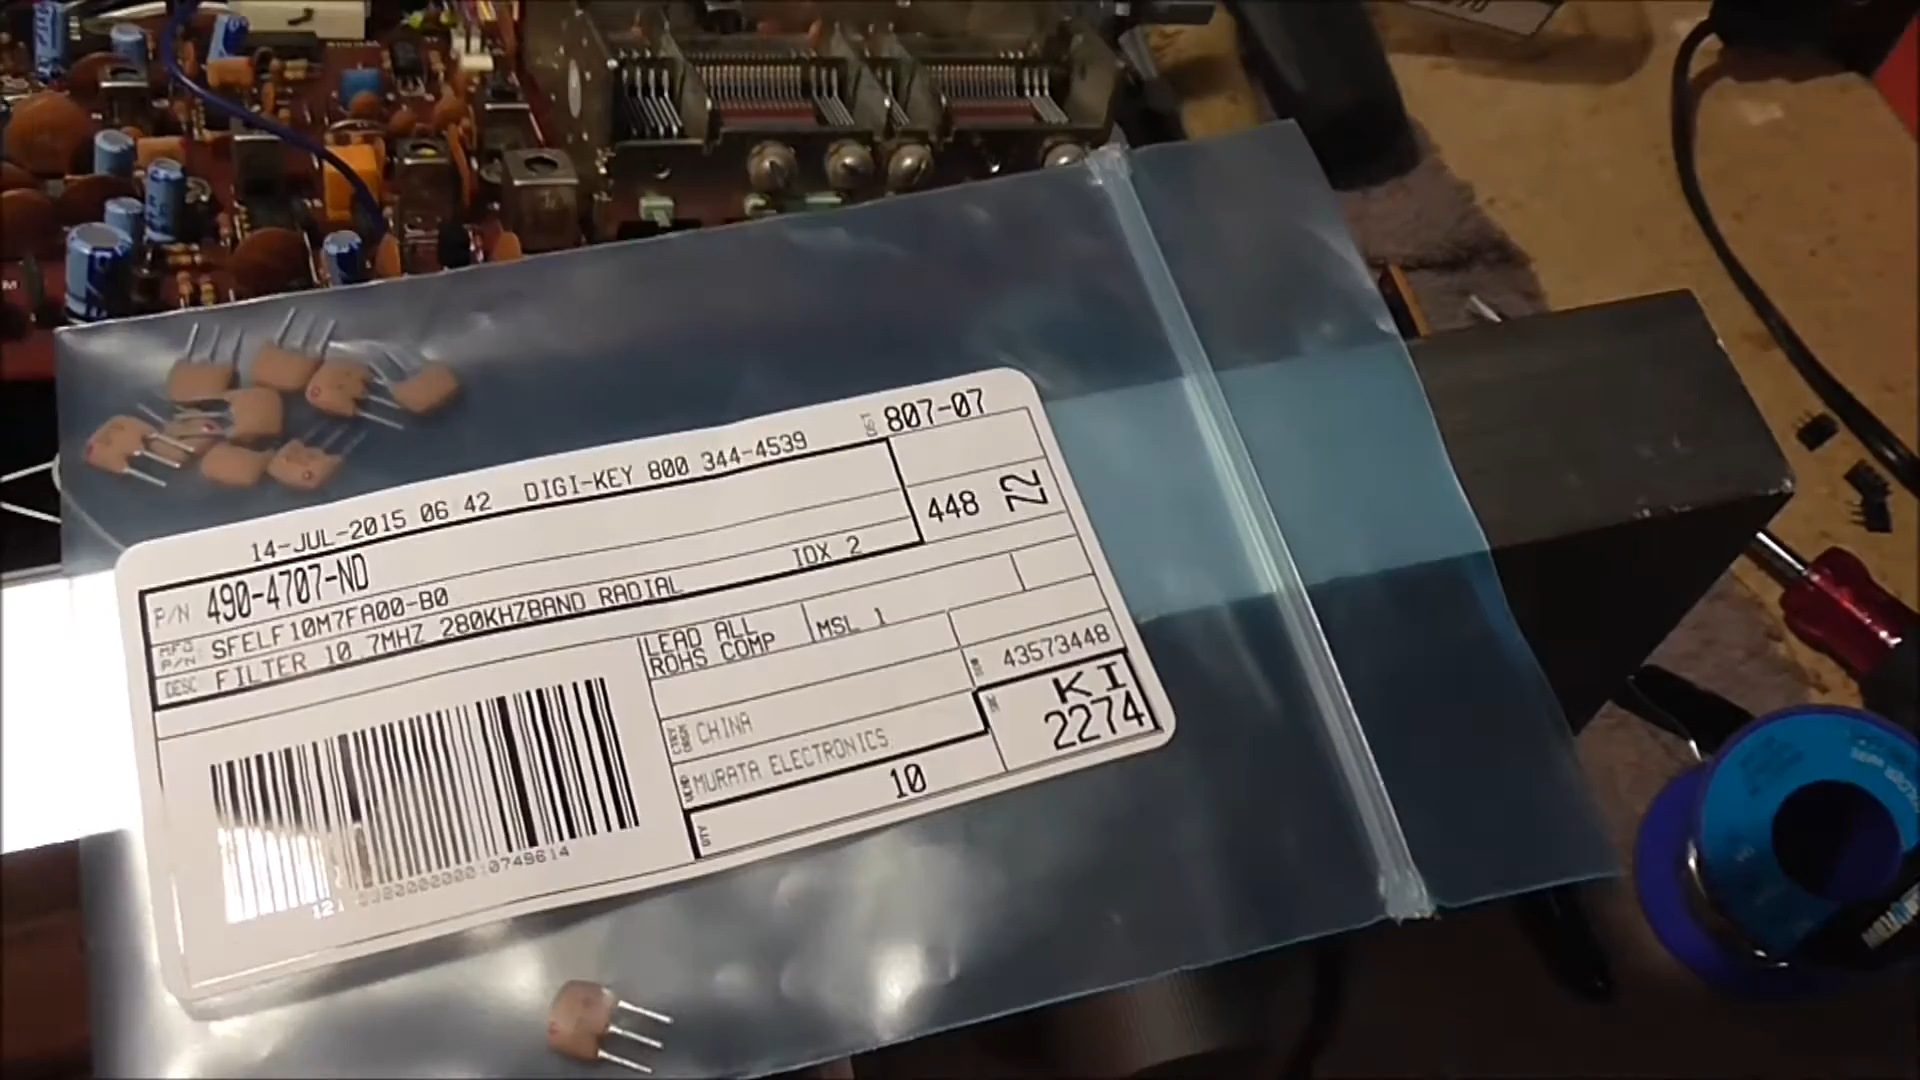 14-JUL-2015 06 42 DIGI-KEY 800 344-4539
807-07
P/N 490-4707-ND
448 ZZ
MFG P/N SFELF10M7FA00-B0
IDX 2
DESC FILTER 10 7MHZ 280KHZBAND RADIAL
LEAD ALL
ROHS COMP
MSL 1
43573448
CHINA
KI
2274
MURATA ELECTRONICS
QTY 10